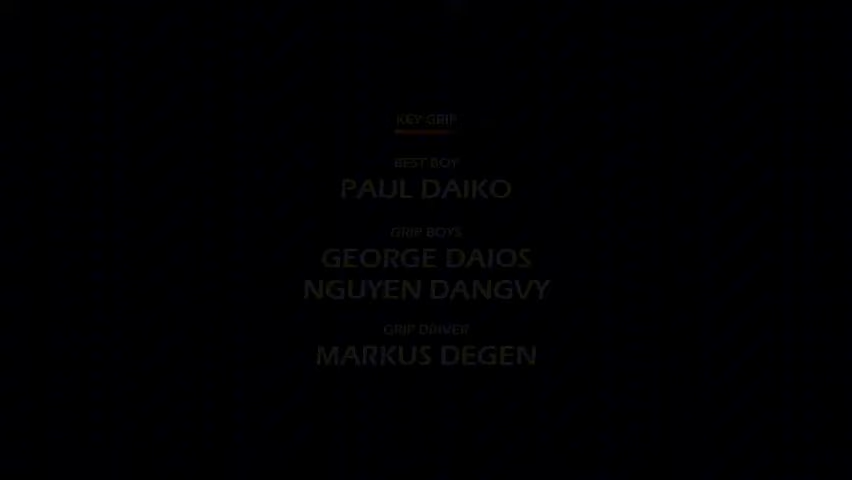 KEY GRIP
BEST BOY
PAUL DAIKO
GRIP BOYS
GEORGE DAIOS
NGUYEN DANGVY
GRIP DRIVER
MARKUS DEGEN